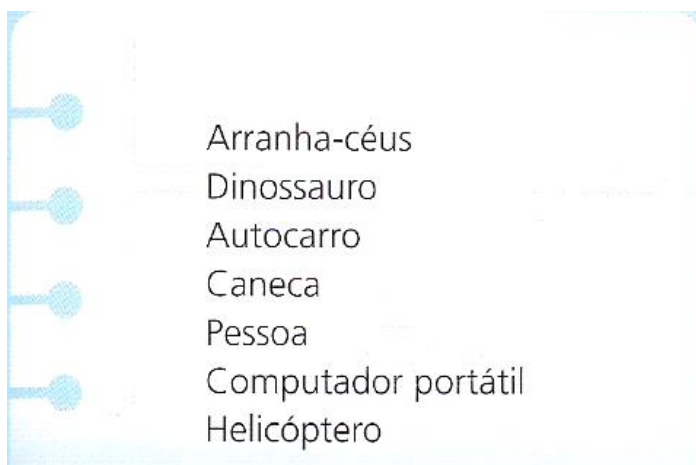 Arranha-céus
Dinossauro
Autocarro
Caneca
Pessoa
Computador portátil
Helicóptero